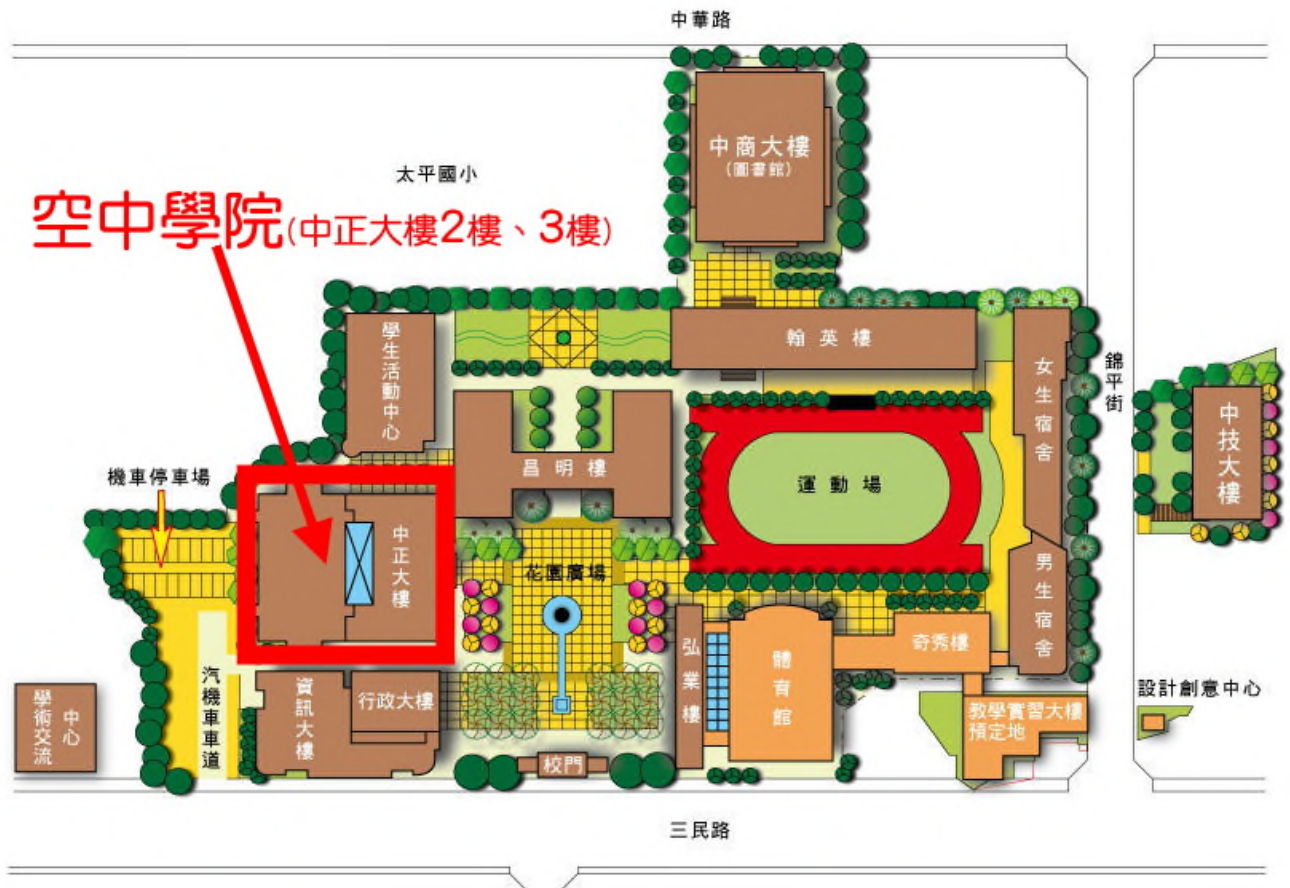 中華路
中商大樓
(圖書館)
太平國小
空中學院(中正大樓2樓、3樓)
翰英樓
學生活動中心
女生宿舍
錦平街
中技大樓
昌明樓
運動場
機車停車場
中正大樓
花園廣場
男生宿舍
弘業樓
體育館
奇秀樓
汽機車車道
資訊大樓
行政大樓
設計創意中心
學術交流
中心
教學實習大樓
預定地
校門
三民路